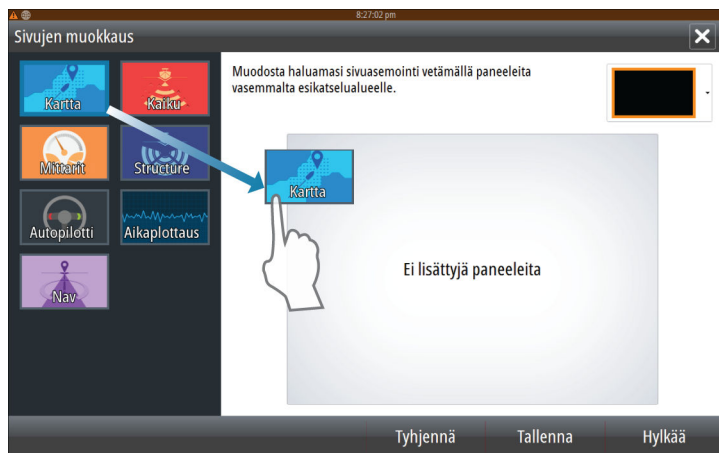 8:27:02 pm
Sivujen muokkaus
Kartta
Kaiku
Mittarit
Structure
Autopilotti
Aikaplottaus
Nav
Muodosta haluamasi sivuasemointi vetämällä paneeleita
vasemmalta esikatselualueelle.
Kartta
Ei lisättyjä paneeleita
Tyhjennä
Tallenna
Hylkää